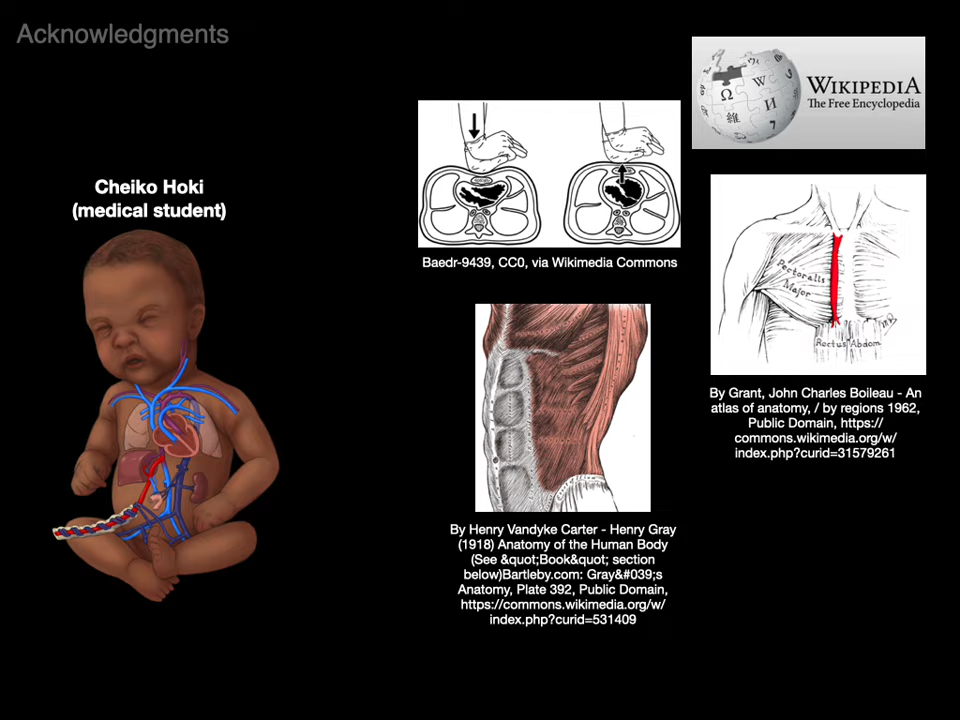 Acknowledgments
Cheiko Hoki
(medical student)
Baedr-9439, CC0, via Wikimedia Commons
By Henry Vandyke Carter - Henry Gray
(1918) Anatomy of the Human Body
(See &quot;Book&quot; section
below)Bartleby.com: Gray&#039;s
Anatomy, Plate 392, Public Domain,
https://commons.wikimedia.org/w/
index.php?curid=531409
Ω
W
И
維
7
WIKIPEDIA
The Free Encyclopedia
Pectoralis
Major
Rectus Abdom
By Grant, John Charles Boileau - An
atlas of anatomy, / by regions 1962,
Public Domain, https://
commons.wikimedia.org/w/
index.php?curid=31579261